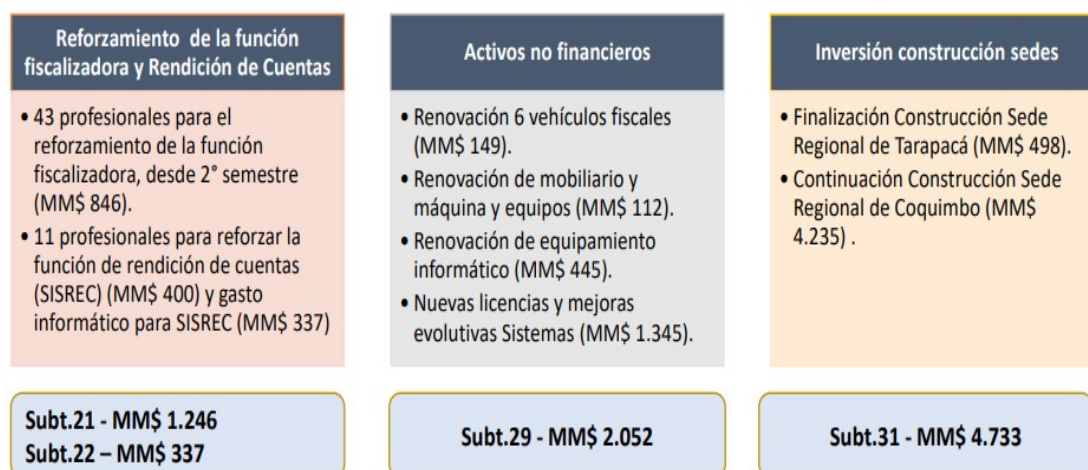 Reforzamiento de la función
fiscalizadora y Rendición de Cuentas
• 43 profesionales para el
reforzamiento de la función
fiscalizadora, desde 2° semestre
(MM$ 846).
• 11 profesionales para reforzar la
función de rendición de cuentas
(SISREC) (MM$ 400) y gasto
informático para SISREC (MM$ 337)
Subt.21 - MM$ 1.246
Subt.22 – MM$ 337
Activos no financieros
• Renovación 6 vehículos fiscales
(MM$ 149).
• Renovación de mobiliario y
máquina y equipos (MM$ 112).
• Renovación de equipamiento
informático (MM$ 445).
• Nuevas licencias y mejoras
evolutivas Sistemas (MM$ 1.345).
Subt.29 - MM$ 2.052
Inversión construcción sedes
• Finalización Construcción Sede
Regional de Tarapacá (MM$ 498).
• Continuación Construcción Sede
Regional de Coquimbo (MM$
4.235) .
Subt.31 - MM$ 4.733